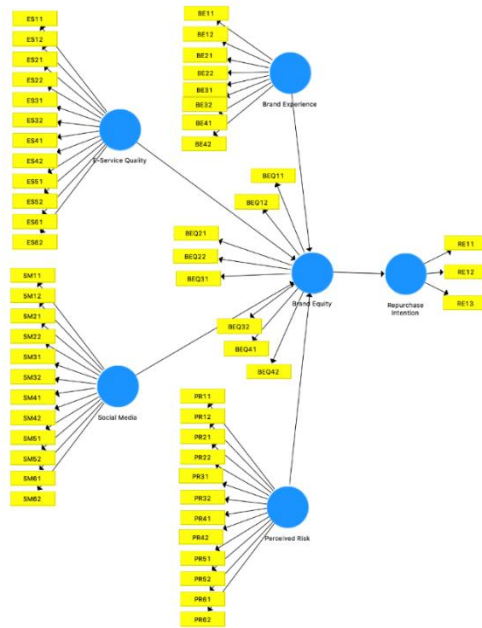 ES11
ES12
ES21
ES22
ES31
ES32
ES41
ES42
ES51
ES52
ES61
ES62
E-Service Quality
BE11
BE12
BE21
BE22
BE31
BE32
BE41
BE42
Brand Experience
BEQ11
BEQ12
BEQ21
BEQ22
BEQ31
BEQ32
BEQ41
BEQ42
Brand Equity
RE11
RE12
RE13
Repurchase
Intention
SM11
SM12
SM21
SM22
SM31
SM32
SM41
SM42
SM51
SM52
SM61
SM62
Social Media
PR11
PR12
PR21
PR22
PR31
PR32
PR41
PR42
PR51
PR52
PR61
PR62
Perceived Risk